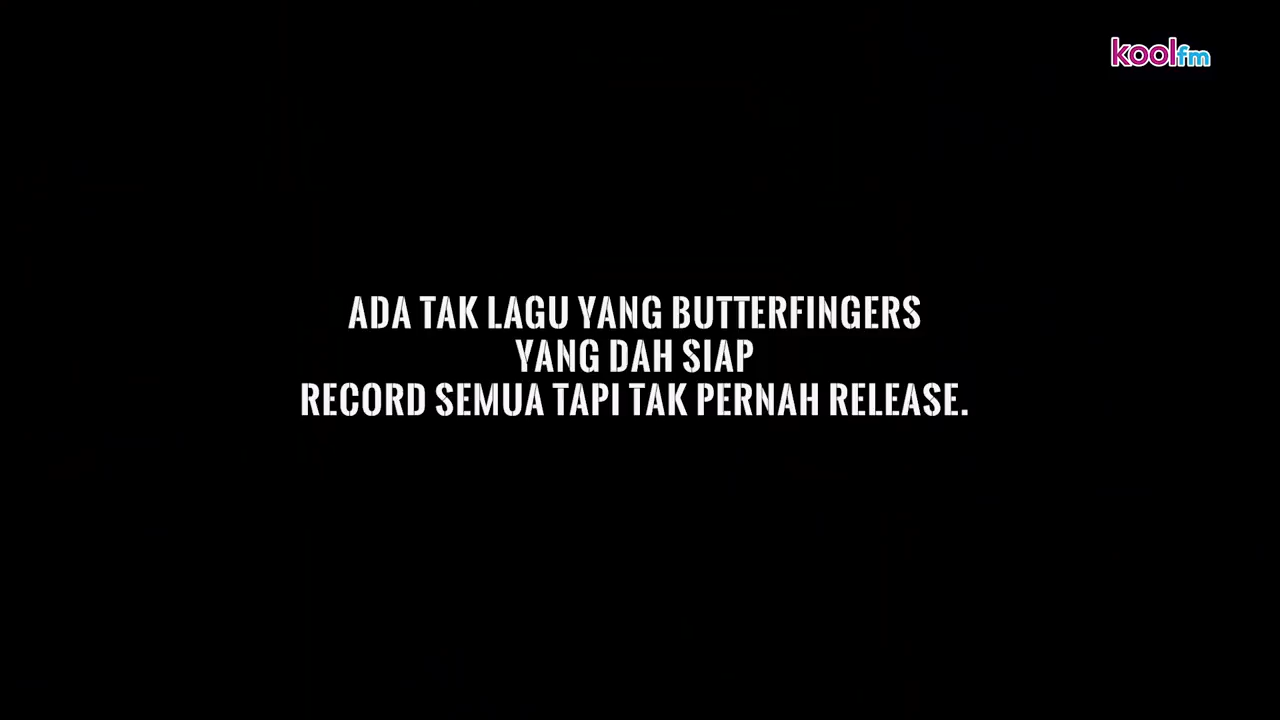 koolfm
ADA TAK LAGU YANG BUTTERFINGERS
YANG DAH SIAP
RECORD SEMUA TAPI TAK PERNAH RELEASE.